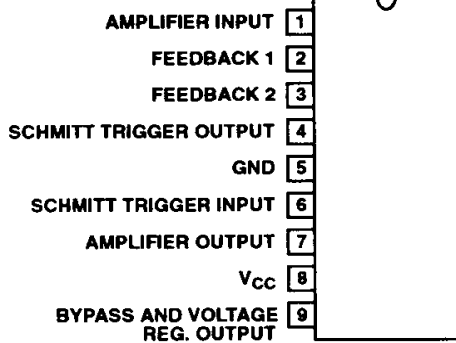 AMPLIFIER INPUT 1
FEEDBACK 1 2
FEEDBACK 2 3
SCHMITT TRIGGER OUTPUT 4
GND 5
SCHMITT TRIGGER INPUT 6
AMPLIFIER OUTPUT 7
VCC 8
BYPASS AND VOLTAGE 9
REG. OUTPUT